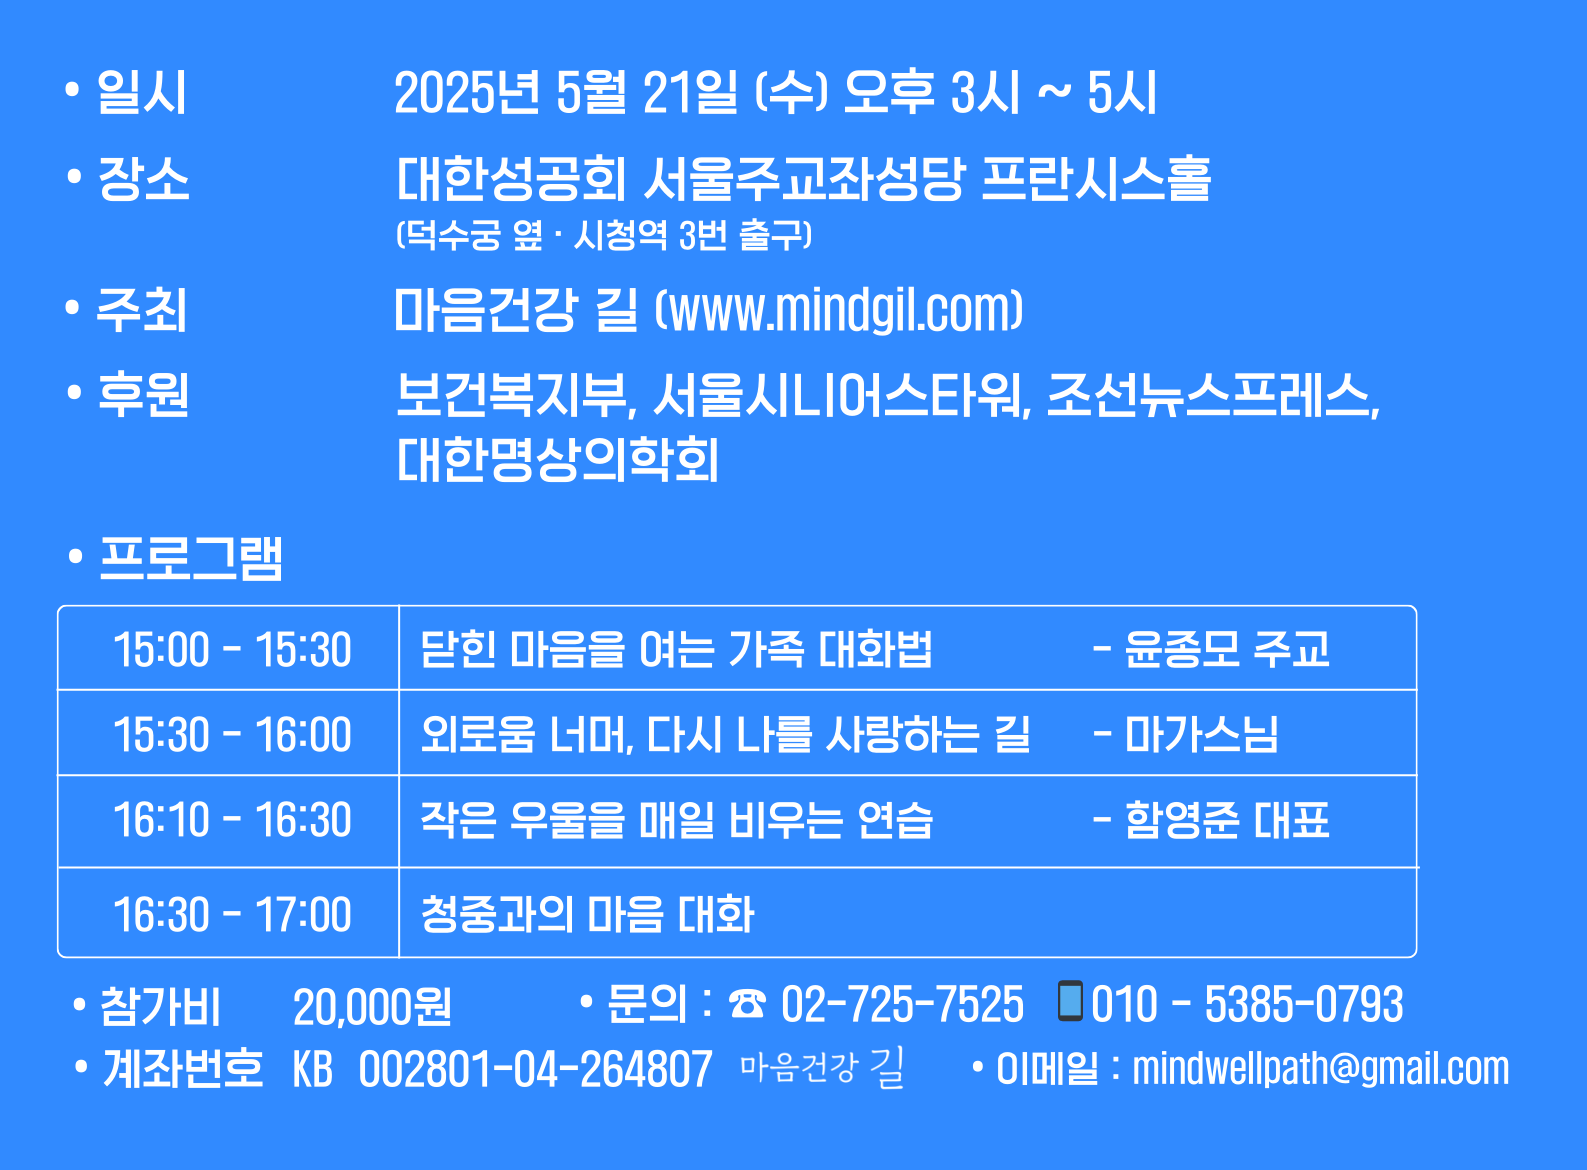 • 일시 2025년 5월 21일 (수) 오후 3시 ~ 5시
• 장소 대한성공회 서울주교좌성당 프란시스홀
(덕수궁 옆 · 시청역 3번 출구)
• 주최 마음건강 길 (www.mindgil.com)
• 후원 보건복지부, 서울시니어스타워, 조선뉴스프레스,
대한명상의학회
• 프로그램
15:00 - 15:30 닫힌 마음을 여는 가족 대화법 - 윤종모 주교
15:30 - 16:00 외로움 너머, 다시 나를 사랑하는 길 - 마가스님
16:10 - 16:30 작은 우울을 매일 비우는 연습 - 함영준 대표
16:30 - 17:00 청중과의 마음 대화
• 참가비 20,000원 • 문의 : ☎ 02-725-7525 📱010 - 5385-0793
• 계좌번호 KB 002801-04-264807 마음건강 길 • 이메일 : mindwellpath@gmail.com